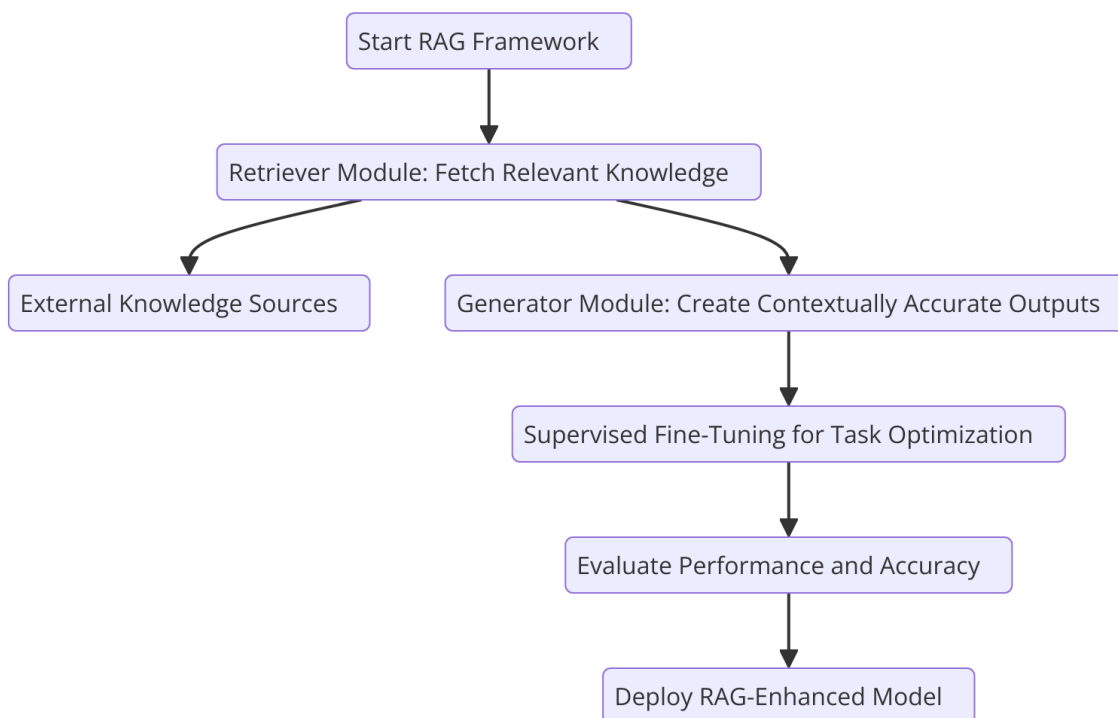 Start RAG Framework
Retriever Module: Fetch Relevant Knowledge
External Knowledge Sources
Generator Module: Create Contextually Accurate Outputs
Supervised Fine-Tuning for Task Optimization
Evaluate Performance and Accuracy
Deploy RAG-Enhanced Model